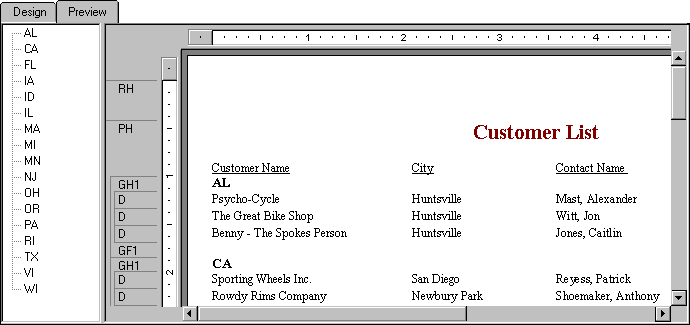 Design Preview
AL
CA
FL
IA
ID
IL
MA
MI
MN
NJ
OH
OR
PA
RI
TX
VI
WI
1 2 3 4
RH
PH
GH1
D
D
D
GF1
GH1
D
D
1
2
Customer List
Customer Name City Contact Name
AL
Psycho-Cycle Huntsville Mast, Alexander
The Great Bike Shop Huntsville Witt, Jon
Benny - The Spokes Person Huntsville Jones, Caitlin
CA
Sporting Wheels Inc. San Diego Reyess, Patrick
Rowdy Rims Company Newbury Park Shoemaker, Anthony